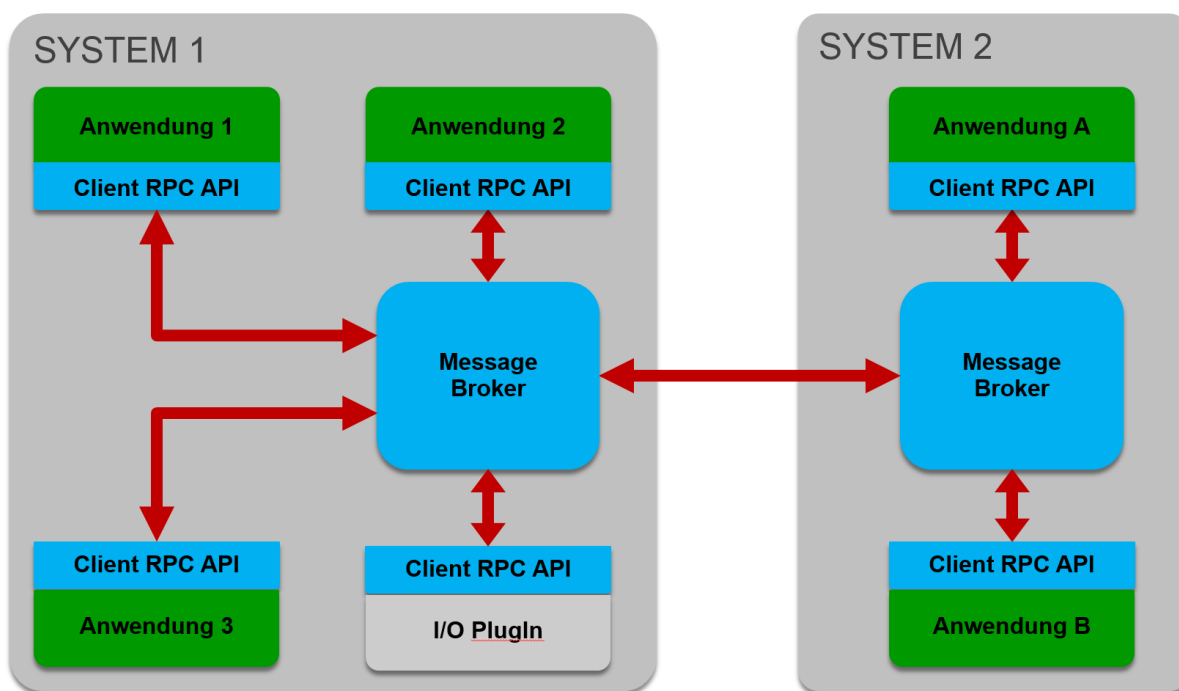 SYSTEM 1
Anwendung 1
Client RPC API
Anwendung 2
Client RPC API
Message
Broker
Client RPC API
Anwendung 3
Client RPC API
I/O PlugIn
SYSTEM 2
Anwendung A
Client RPC API
Message
Broker
Client RPC API
Anwendung B